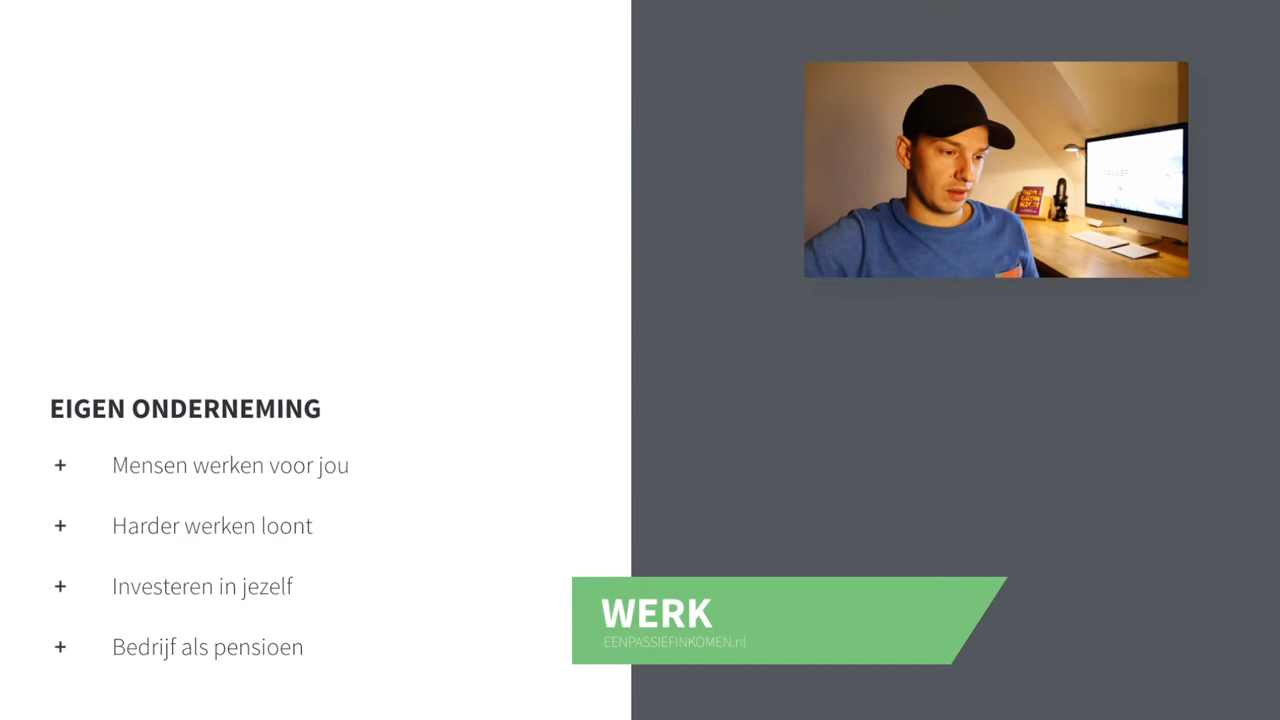 EIGEN ONDERNEMING
+ Mensen werken voor jou
+ Harder werken loont
+ Investeren in jezelf
+ Bedrijf als pensioen
WERK
EENPASSIEFINKOMEN.nl